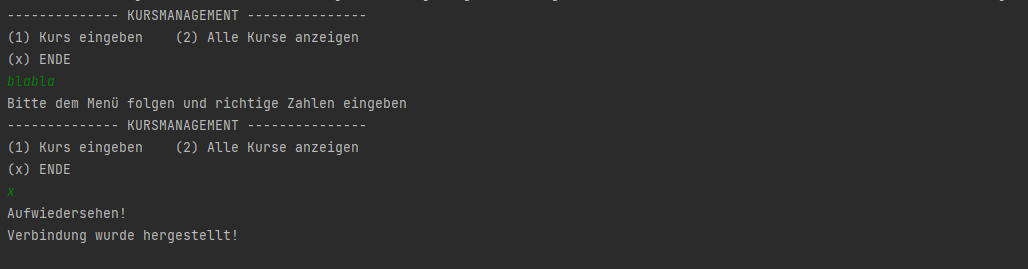 -------------- KURSMANAGEMENT ---------------
(1) Kurs eingeben    (2) Alle Kurse anzeigen
(x) ENDE
blabla
Bitte dem Menü folgen und richtige Zahlen eingeben
-------------- KURSMANAGEMENT ---------------
(1) Kurs eingeben    (2) Alle Kurse anzeigen
(x) ENDE
x
Aufwiedersehen!
Verbindung wurde hergestellt!